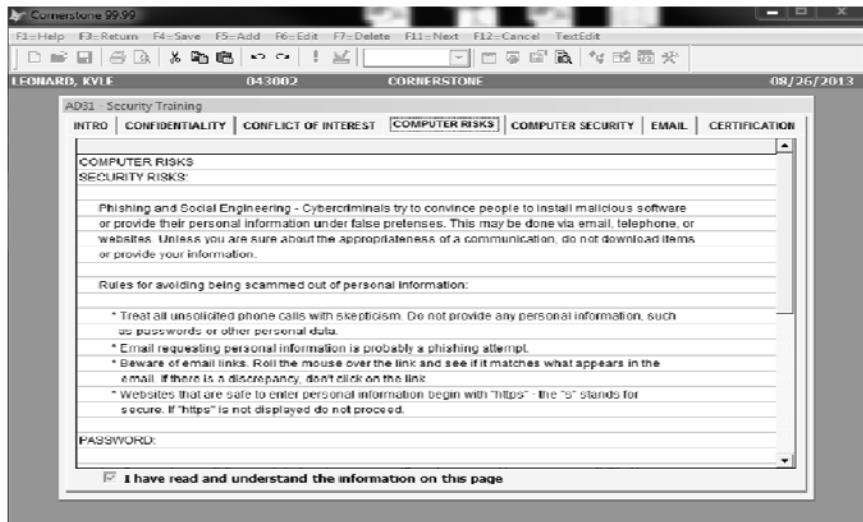 Cornerstone 99.99
F1=Help F3=Return F4=Save F5=Add F6=Edit F7=Delete F11=Next F12=Cancel TextEdit
LEONARD, KYLE 043002 CORNERSTONE 08/26/2013
AD31 - Security Training
INTRO CONFIDENTIALITY CONFLICT OF INTEREST COMPUTER RISKS COMPUTER SECURITY EMAIL CERTIFICATION
COMPUTER RISKS
SECURITY RISKS:
Phishing and Social Engineering - Cybercriminals try to convince people to install malicious software
or provide their personal information under false pretenses. This may be done via email, telephone, or
websites. Unless you are sure about the appropriateness of a communication, do not download items
or provide your information.
Rules for avoiding being scammed out of personal information:
* Treat all unsolicited phone calls with skepticism. Do not provide any personal information, such
as passwords or other personal data.
* Email requesting personal information is probably a phishing attempt.
* Beware of email links. Roll the mouse over the link and see if it matches what appears in the
email. If there is a discrepancy, don't click on the link.
* Websites that are safe to enter personal information begin with "https" - the "s" stands for
secure. If "https" is not displayed do not proceed.
PASSWORD:
I have read and understand the information on this page